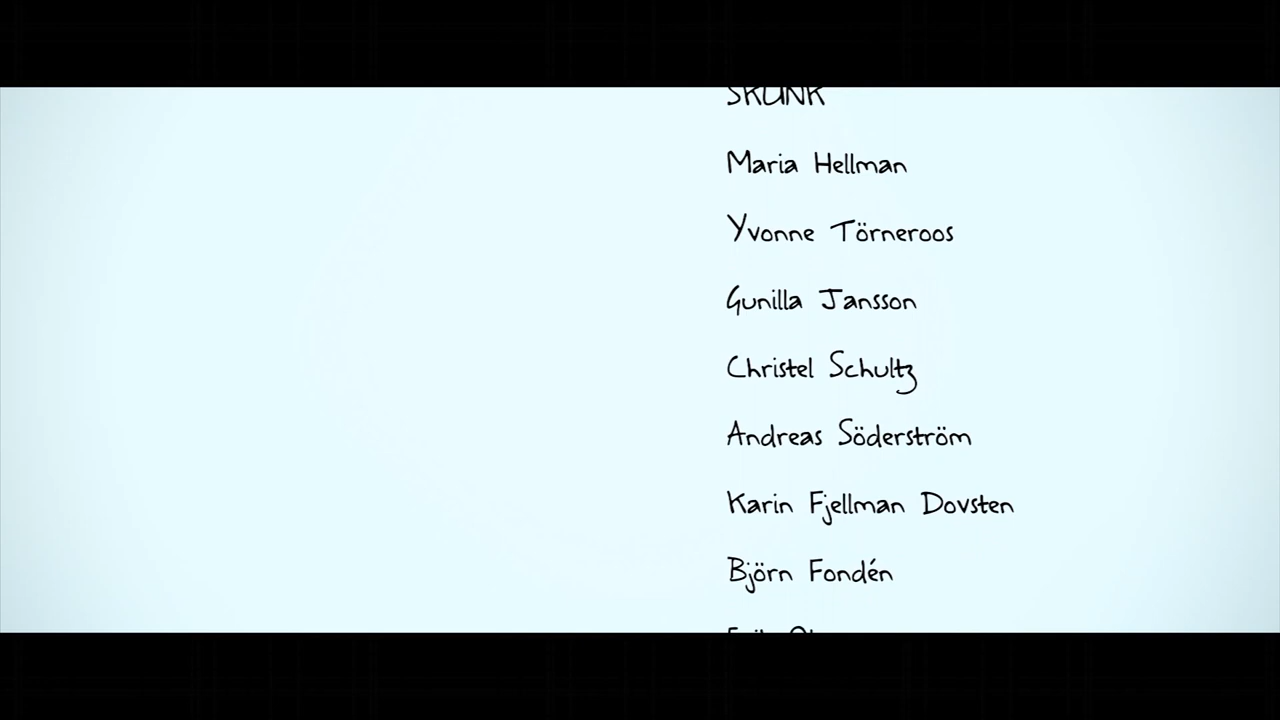 SKUNK
Maria Hellman
Yvonne Törneroos
Gunilla Jansson
Christel Schultz
Andreas Söderström
Karin Fjellman Dovsten
Björn Fondén